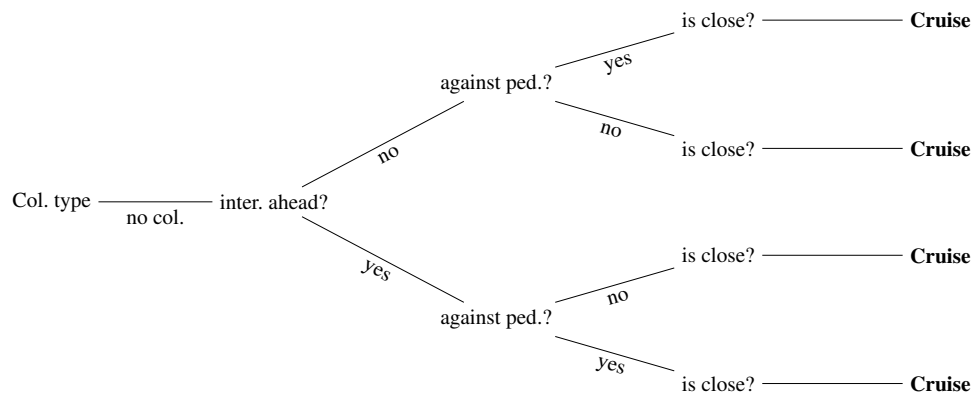 is close?
Cruise
yes
against ped.?
no
is close?
Cruise
no
Col. type
no col.
inter. ahead?
yes
is close?
Cruise
no
against ped.?
yes
is close?
Cruise